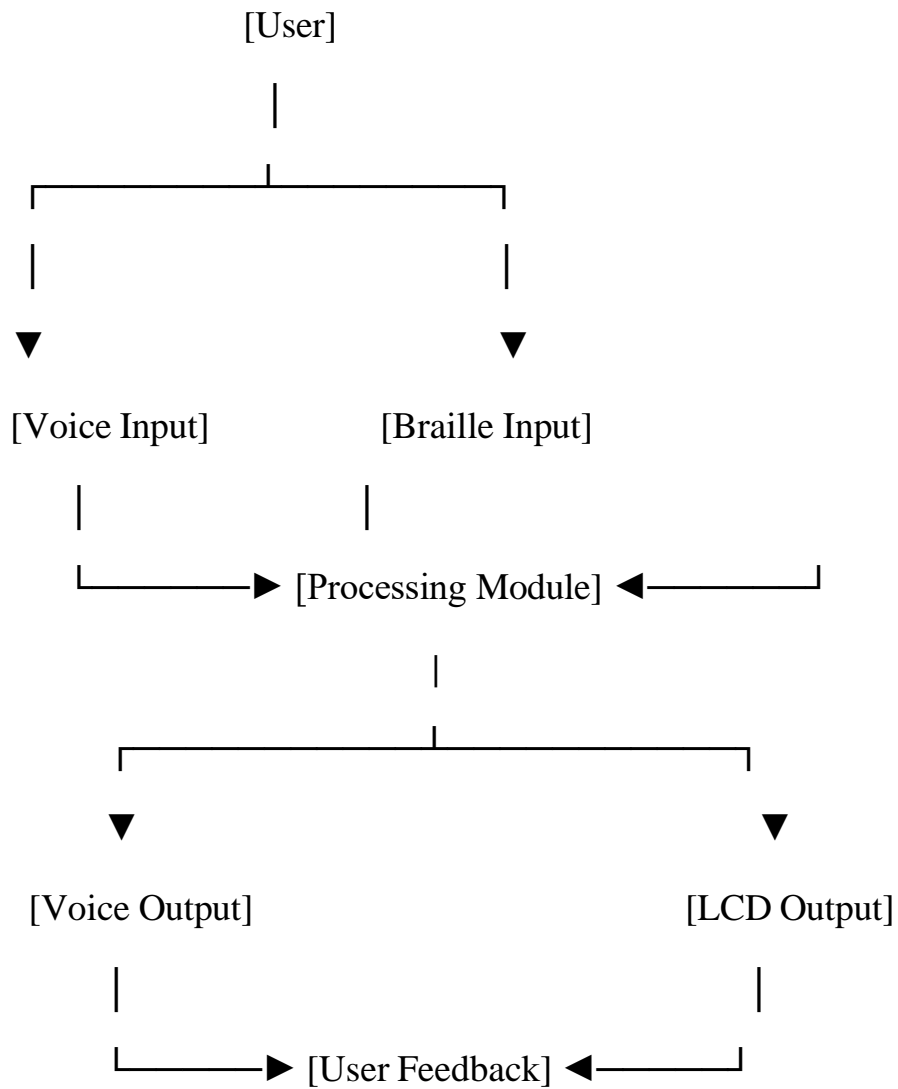 [User]
[Voice Input] [Braille Input]
[Processing Module]
[Voice Output] [LCD Output]
[User Feedback]